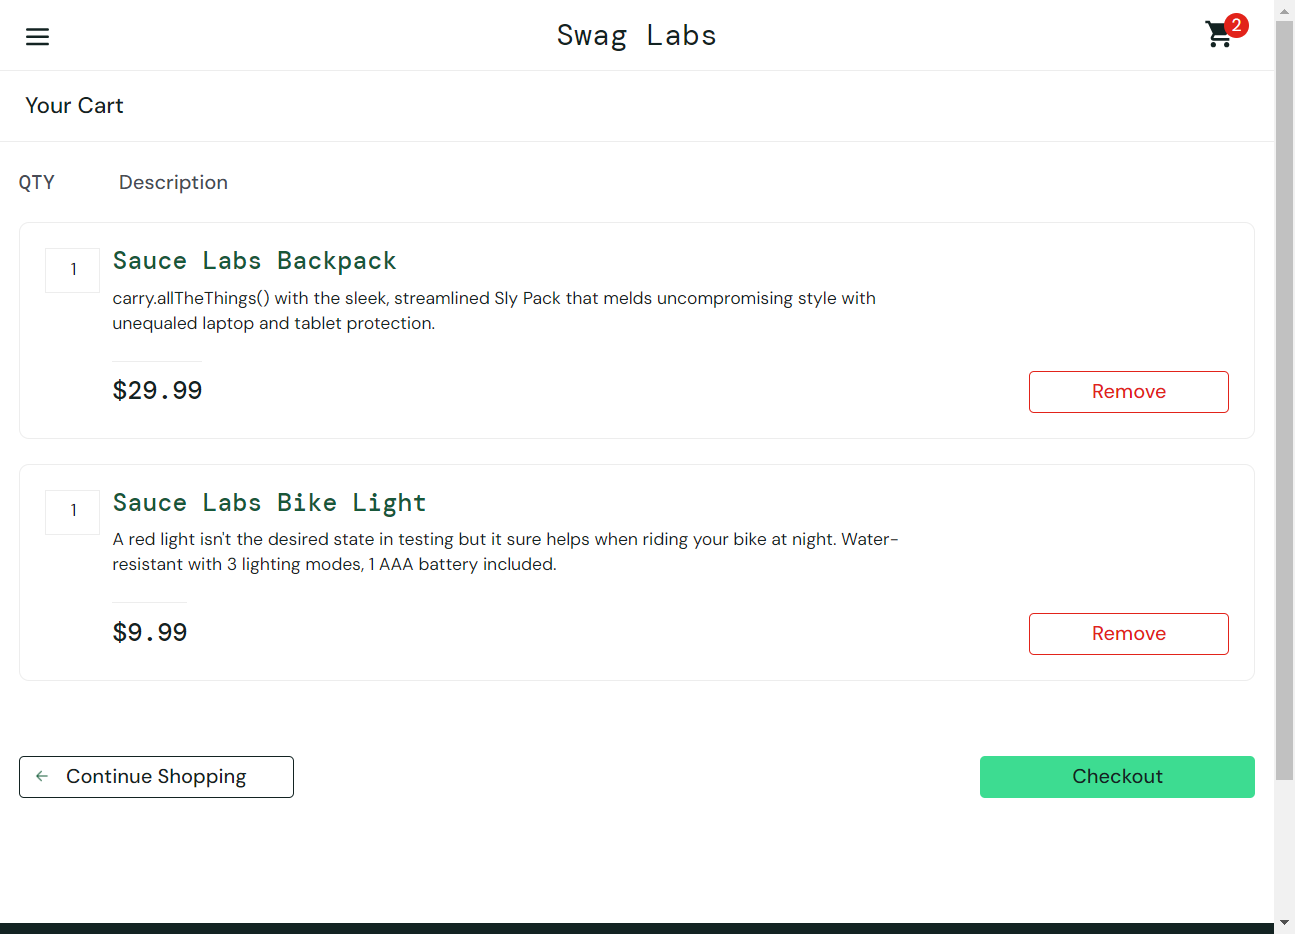 Swag Labs
2
Your Cart
QTY Description
1
Sauce Labs Backpack
carry.allTheThings() with the sleek, streamlined Sly Pack that melds uncompromising style with
unequaled laptop and tablet protection.
$29.99
Remove
1
Sauce Labs Bike Light
A red light isn't the desired state in testing but it sure helps when riding your bike at night. Water-
resistant with 3 lighting modes, 1 AAA battery included.
$9.99
Remove
Continue Shopping
Checkout